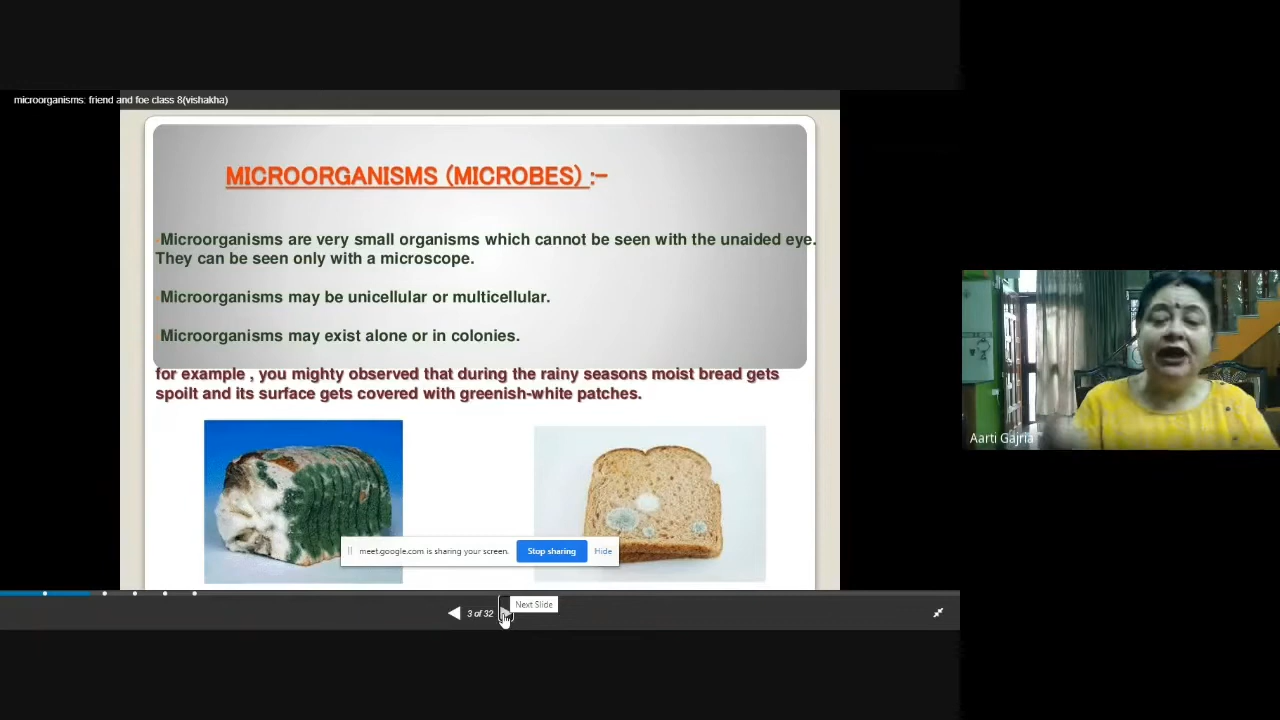 microorganisms: friend and foe class 8(vishakha)
MICROORGANISMS (MICROBES) :-
Microorganisms are very small organisms which cannot be seen with the unaided eye.
They can be seen only with a microscope.
Microorganisms may be unicellular or multicellular.
Microorganisms may exist alone or in colonies.
for example , you mighty observed that during the rainy seasons moist bread gets
spoilt and its surface gets covered with greenish-white patches.
Aarti Gajria
meet.google.com is sharing your screen. Stop sharing Hide
Next Slide
3 of 32